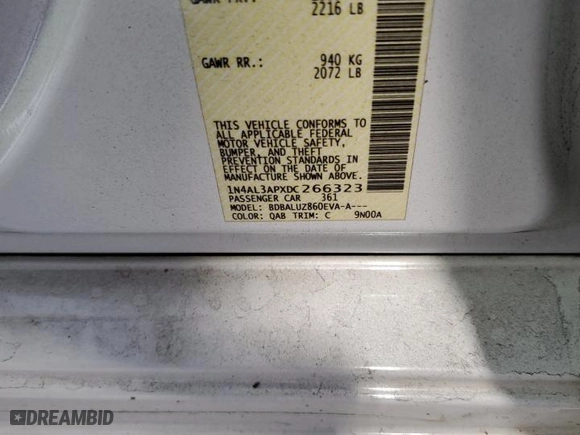 2216 LB
GAWR RR.: 940 KG
2072 LB
THIS VEHICLE CONFORMS TO
ALL APPLICABLE FEDERAL
MOTOR VEHICLE SAFETY,
BUMPER, AND THEFT
PREVENTION STANDARDS IN
EFFECT ON THE DATE OF
MANUFACTURE SHOWN ABOVE.
1N4AL3APXDC266323
PASSENGER CAR 361
MODEL: BDBALUZ860EVA-A---
COLOR: QAB TRIM: C 9N00A
DREAMBID